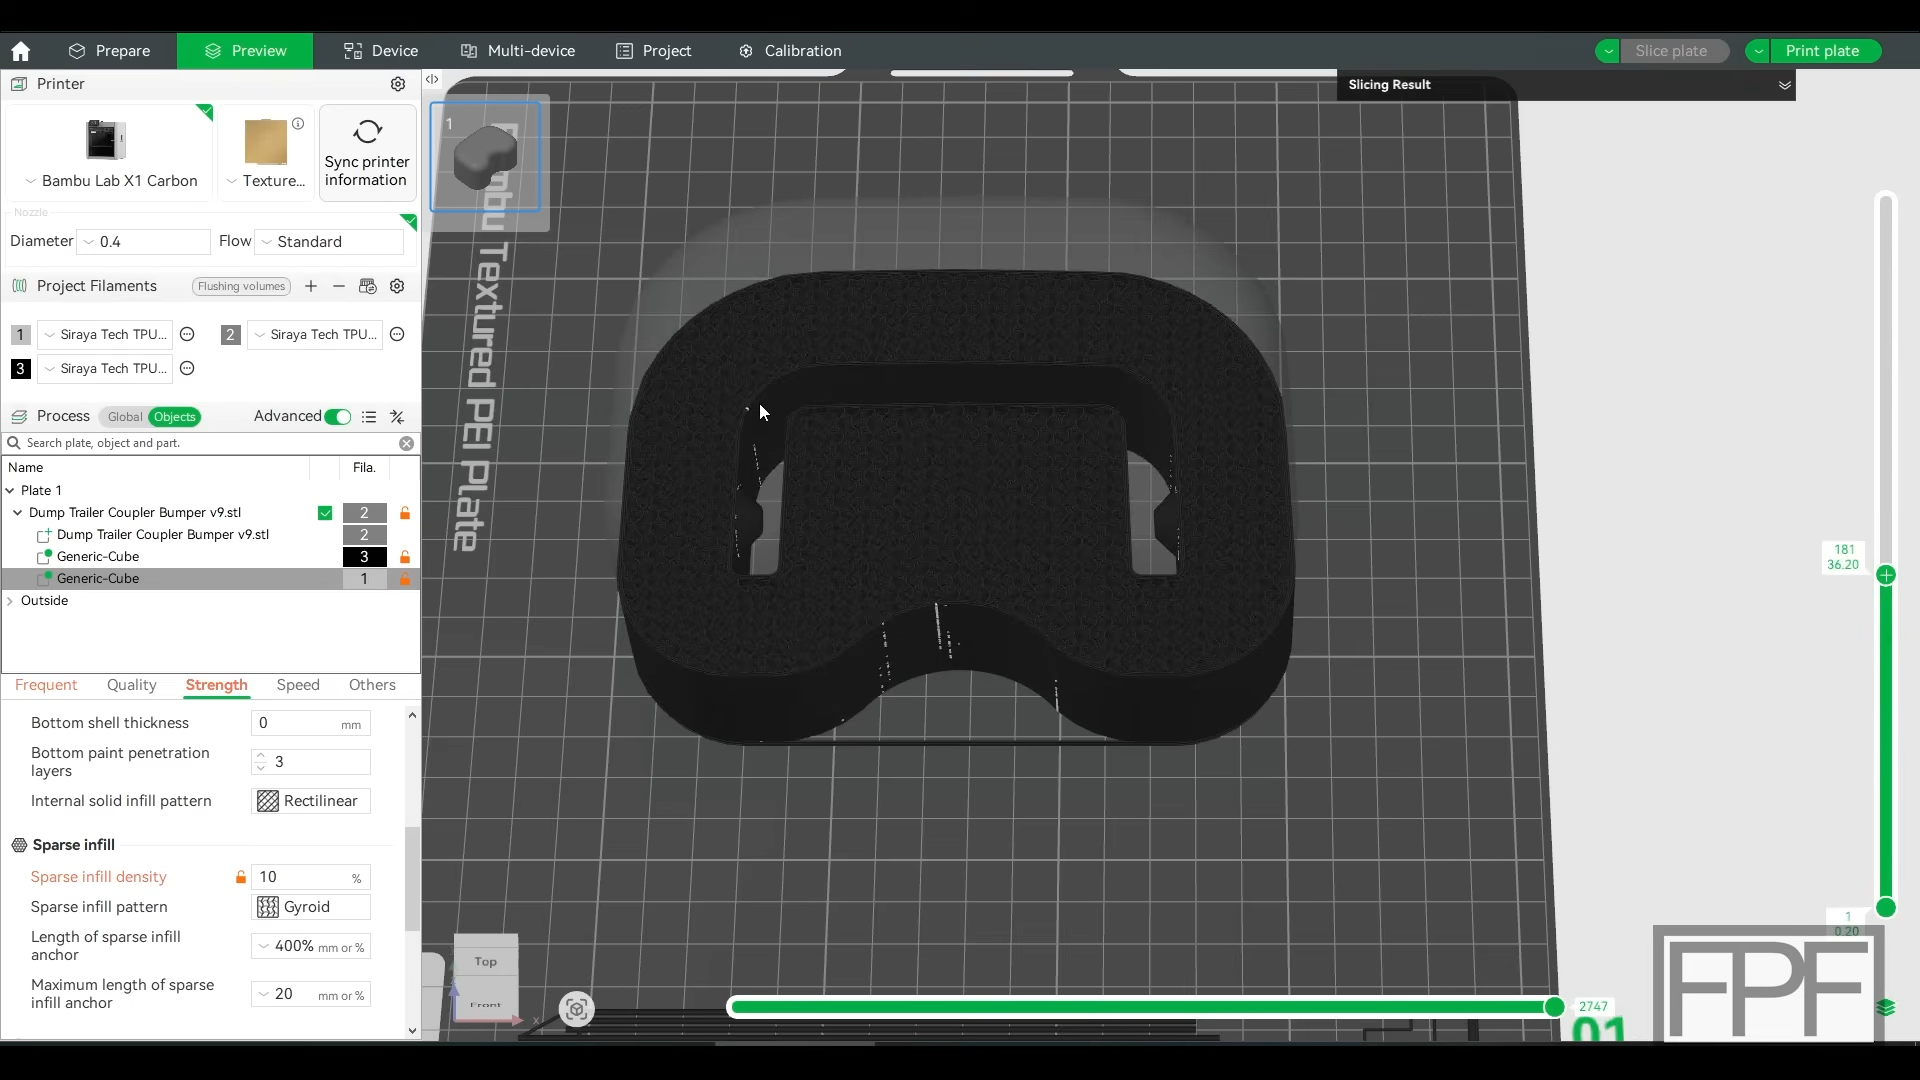 Prepare
Preview
Device
Multi-device
Project
Calibration
Slice plate
Print plate
Printer
Slicing Result
1
Bambu Lab X1 Carbon
Texture...
Sync printer
information
Nozzle
Diameter
0.4
Flow
Standard
Project Filaments
Flushing volumes
1
Siraya Tech TPU...
2
Siraya Tech TPU...
3
Siraya Tech TPU...
Bambu Textured PEI Plate
Process
Global
Objects
Advanced
Search plate, object and part.
Name
Fila.
Plate 1
Dump Trailer Coupler Bumper v9.stl
2
Dump Trailer Coupler Bumper v9.stl
2
Generic-Cube
3
Generic-Cube
1
Outside
181
36.20
Frequent
Quality
Strength
Speed
Others
Bottom shell thickness
0 mm
Bottom paint penetration
layers
3
Internal solid infill pattern
Rectilinear
Sparse infill
Sparse infill density
10 %
Sparse infill pattern
Gyroid
Length of sparse infill
anchor
400% mm or %
Maximum length of sparse
infill anchor
20 mm or %
1
0.20
Top
Front
x
2747
01
FPF